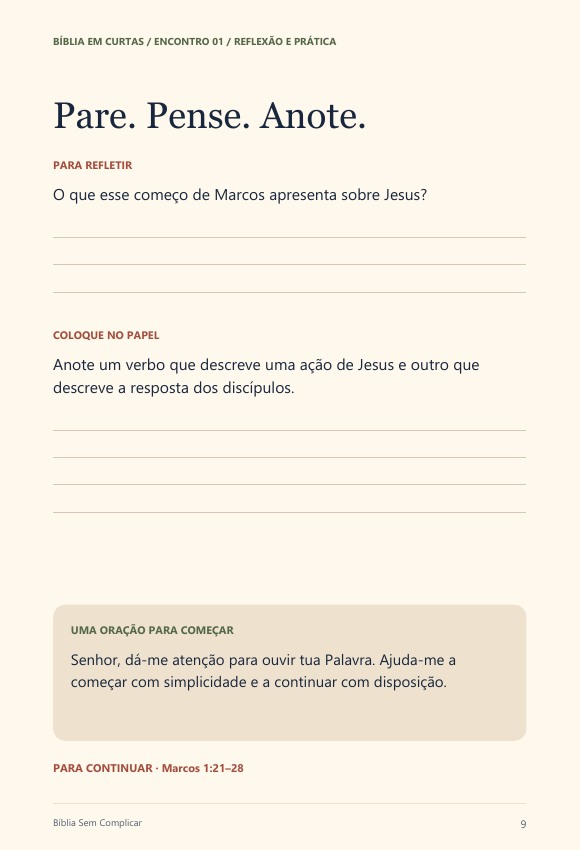 BÍBLIA EM CURTAS / ENCONTRO 01 / REFLEXÃO E PRÁTICA
Pare. Pense. Anote.
PARA REFLETIR
O que esse começo de Marcos apresenta sobre Jesus?
COLOQUE NO PAPEL
Anote um verbo que descreve uma ação de Jesus e outro que
descreve a resposta dos discípulos.
UMA ORAÇÃO PARA COMEÇAR
Senhor, dá-me atenção para ouvir tua Palavra. Ajuda-me a
começar com simplicidade e a continuar com disposição.
PARA CONTINUAR · Marcos 1:21–28
Bíblia Sem Complicar
9